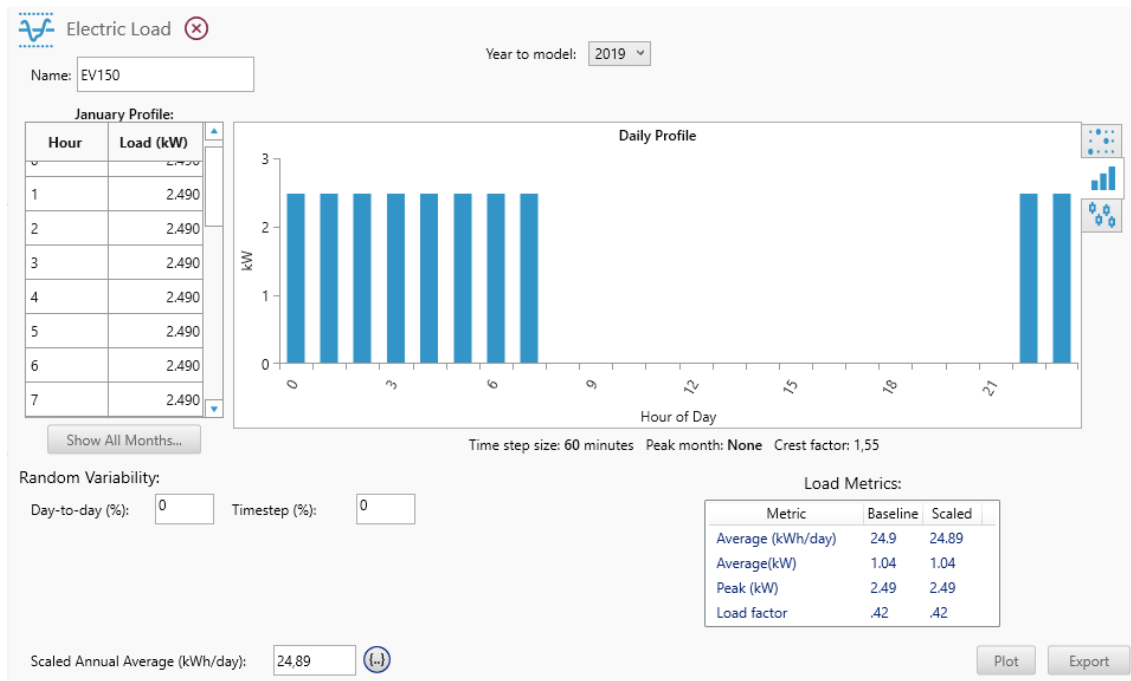 Electric Load
Year to model: 2019
Name: EV150
January Profile:
Hour Load (kW)
0 2.490
1 2.490
2 2.490
3 2.490
4 2.490
5 2.490
6 2.490
7 2.490
Show All Months...
Daily Profile
3
2
1
0
kW
0 3 6 9 12 15 18 21
Hour of Day
Time step size: 60 minutes Peak month: None Crest factor: 1,55
Random Variability:
Day-to-day (%): 0 Timestep (%): 0
Load Metrics:
Metric Baseline Scaled
Average (kWh/day) 24.9 24.89
Average(kW) 1.04 1.04
Peak (kW) 2.49 2.49
Load factor .42 .42
Scaled Annual Average (kWh/day): 24,89 {..}
Plot Export